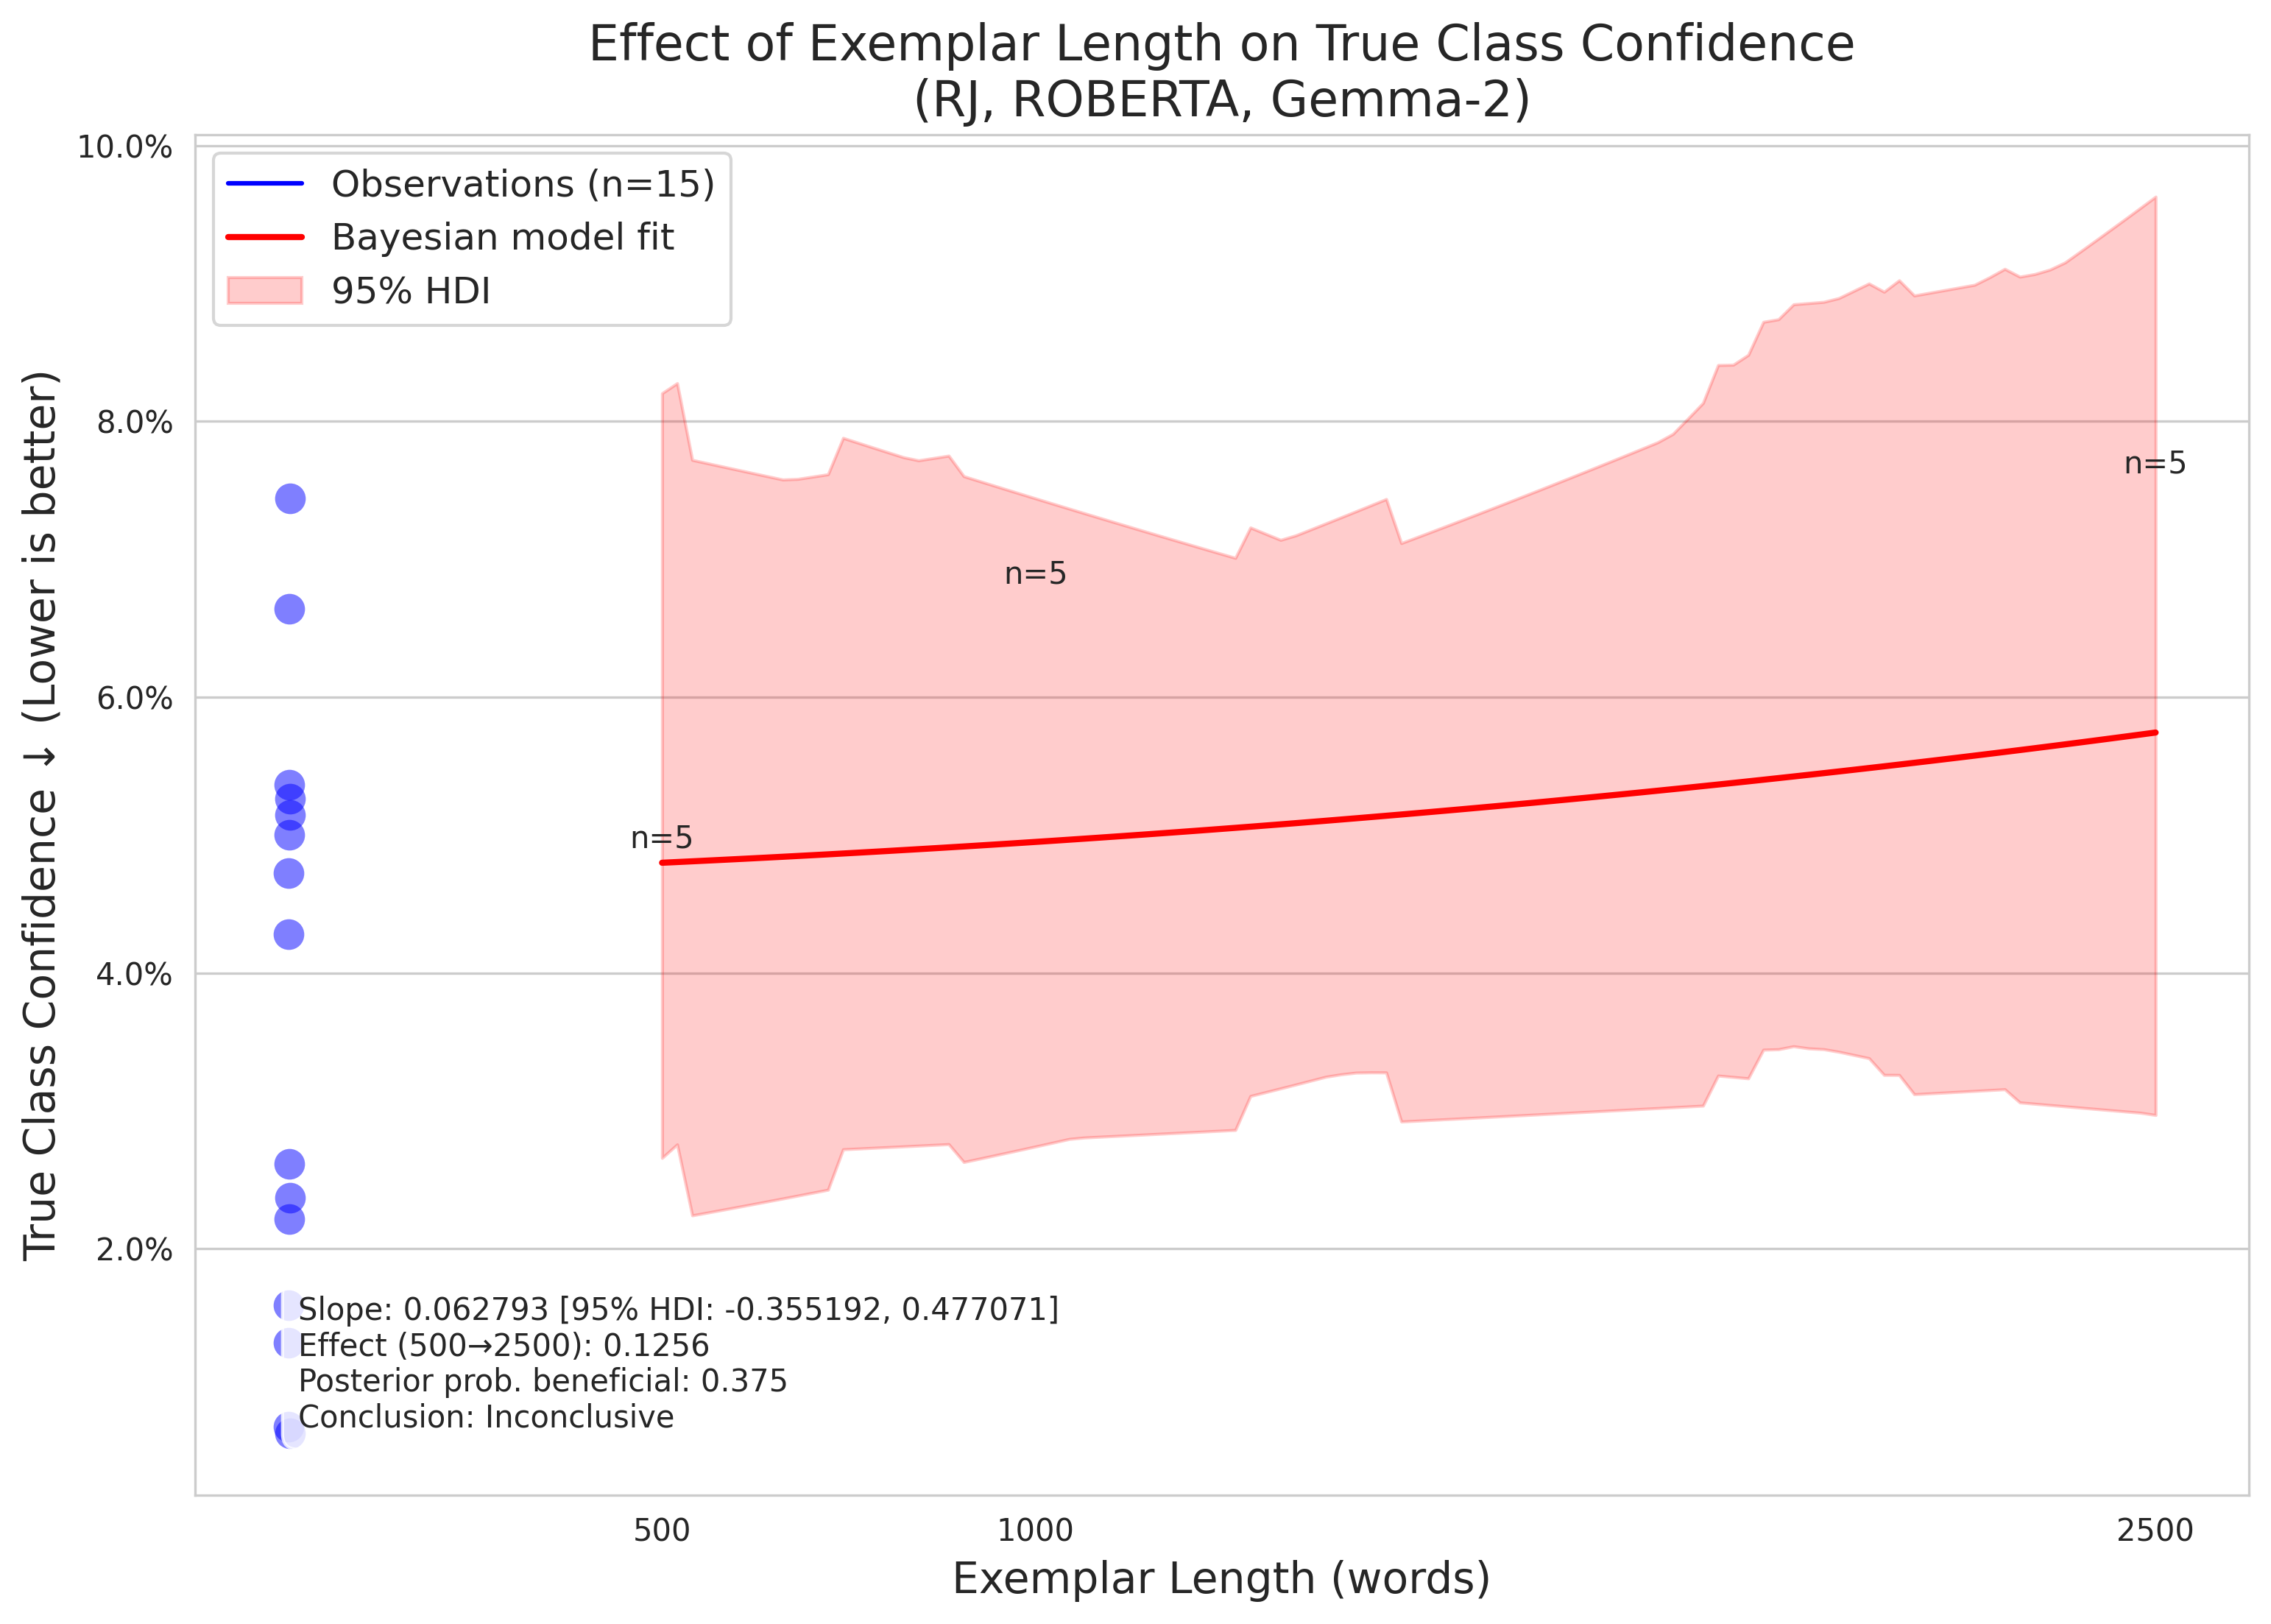 Effect of Exemplar Length on True Class Confidence
(RJ, ROBERTA, Gemma-2)
True Class Confidence ↓ (Lower is better)
10.0%
8.0%
6.0%
4.0%
2.0%
Observations (n=15)
Bayesian model fit
95% HDI
n=5
n=5
n=5
Slope: 0.062793 [95% HDI: -0.355192, 0.477071]
Effect (500→2500): 0.1256
Posterior prob. beneficial: 0.375
Conclusion: Inconclusive
500
1000
2500
Exemplar Length (words)